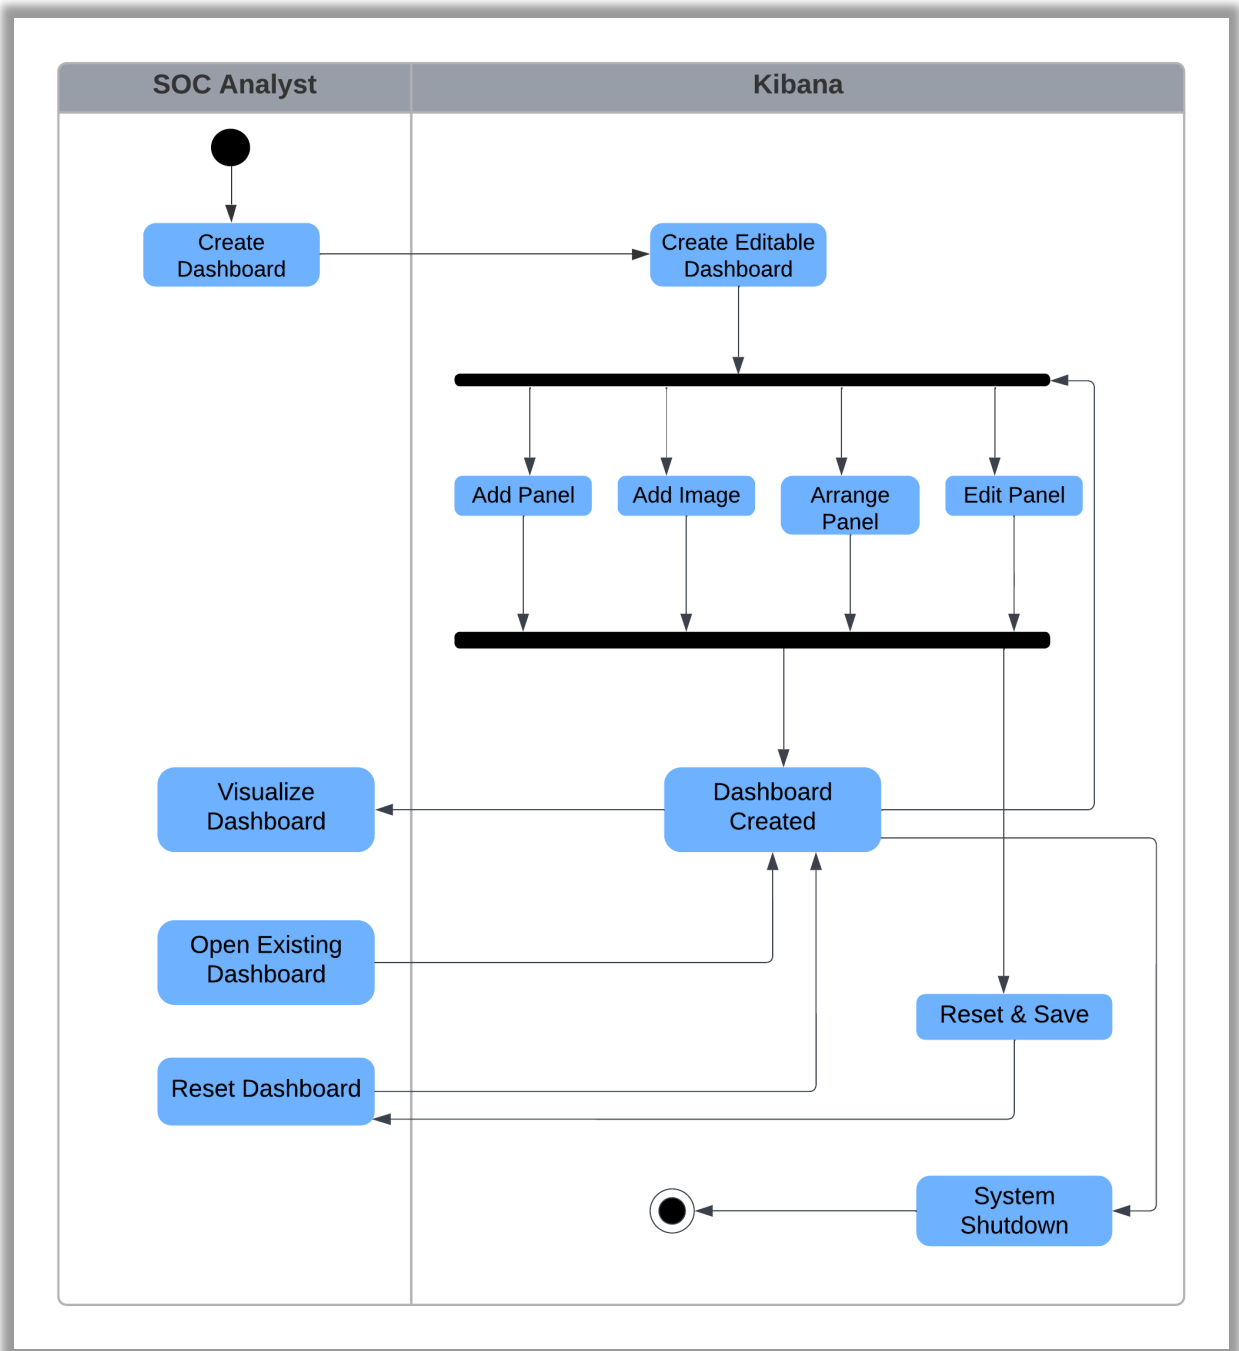 SOC Analyst
Kibana
Create
Dashboard
Create Editable
Dashboard
Add Panel
Add Image
Arrange
Panel
Edit Panel
Visualize
Dashboard
Dashboard
Created
Open Existing
Dashboard
Reset & Save
Reset Dashboard
System
Shutdown